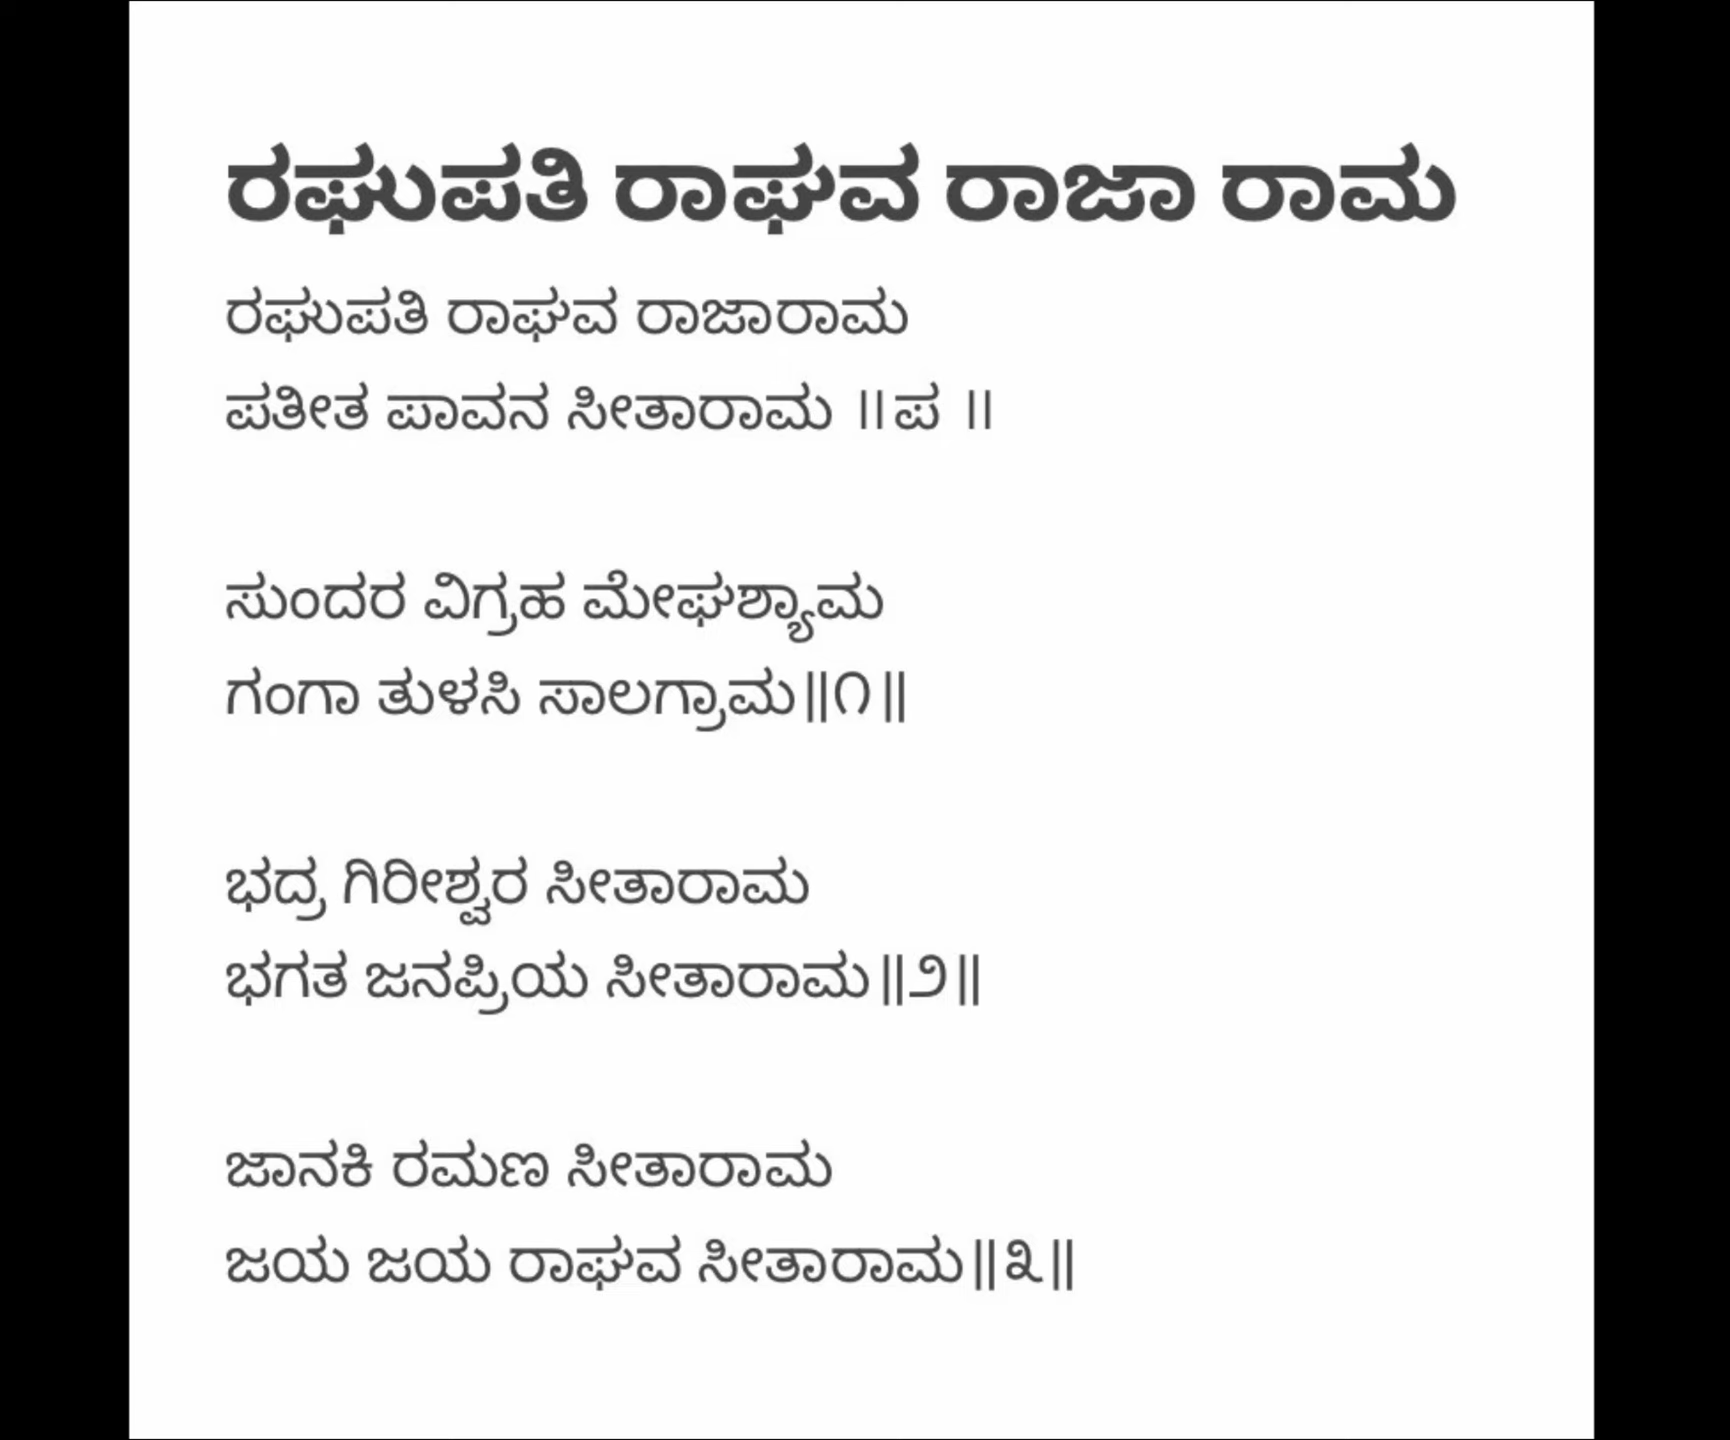 ರಘುಪತಿ ರಾಘವ ರಾಜಾ ರಾಮ
ರಘುಪತಿ ರಾಘವ ರಾಜಾರಾಮ
ಪತೀತ ಪಾವನ ಸೀತಾರಾಮ ॥ಪ ॥
ಸುಂದರ ವಿಗ್ರಹ ಮೇಘಶ್ಯಾಮ
ಗಂಗಾ ತುಳಸಿ ಸಾಲಗ್ರಾಮ॥೧॥
ಭದ್ರ ಗಿರೀಶ್ವರ ಸೀತಾರಾಮ
ಭಗತ ಜನಪ್ರಿಯ ಸೀತಾರಾಮ॥೨॥
ಜಾನಕಿ ರಮಣ ಸೀತಾರಾಮ
ಜಯ ಜಯ ರಾಘವ ಸೀತಾರಾಮ॥೩॥